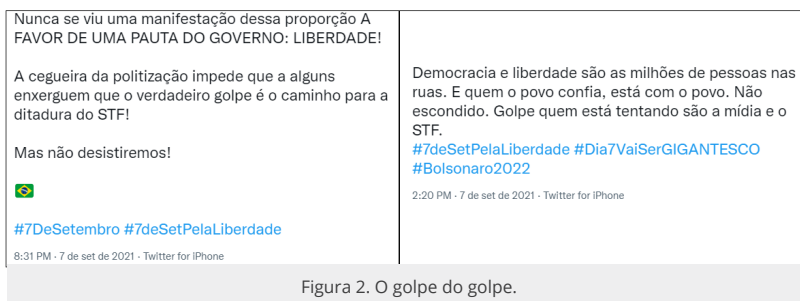 Nunca se viu uma manifestação dessa proporção A
FAVOR DE UMA PAUTA DO GOVERNO: LIBERDADE!
A cegueira da politização impede que a alguns
enxerguem que o verdadeiro golpe é o caminho para a
ditadura do STF!
Mas não desistiremos!
🇧🇷
#7DeSetembro #7deSetPelaLiberdade
8:31 PM · 7 de set de 2021 · Twitter for iPhone
Democracia e liberdade são as milhões de pessoas nas
ruas. E quem o povo confia, está com o povo. Não
escondido. Golpe quem está tentando são a mídia e o
STF.
#7deSetPelaLiberdade #Dia7VaiSerGIGANTESCO
#Bolsonaro2022
2:20 PM · 7 de set de 2021 · Twitter for iPhone
Figura 2. O golpe do golpe.